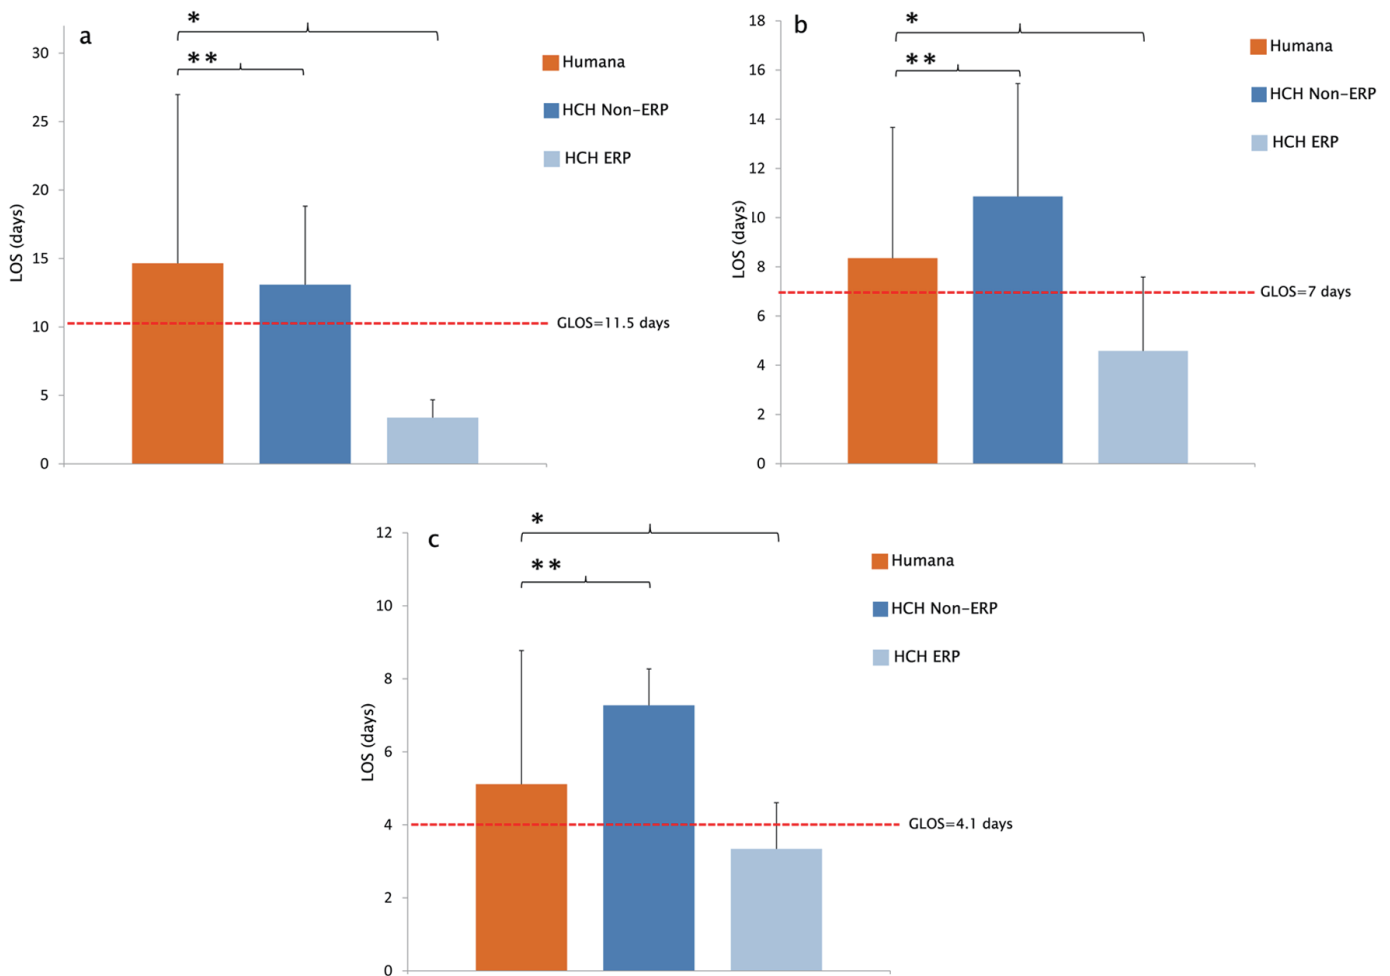 a
*
**
30
25
20
15
10
5
0
LOS (days)
Humana
HCH Non-ERP
HCH ERP
GLOS=11.5 days
b
*
**
18
16
14
12
10
8
6
4
2
0
LOS (days)
Humana
HCH Non-ERP
HCH ERP
GLOS=7 days
c
*
**
12
10
8
6
4
2
0
LOS (days)
Humana
HCH Non-ERP
HCH ERP
GLOS=4.1 days